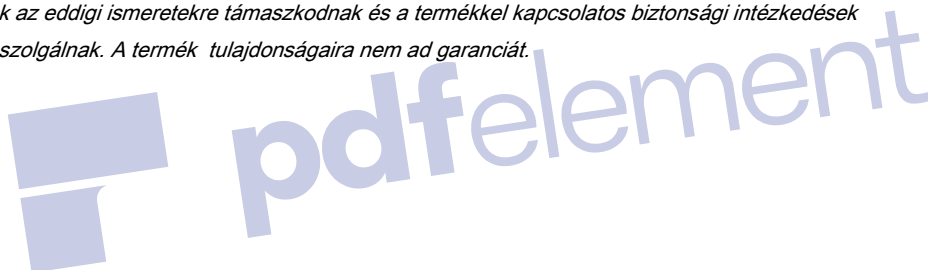 k az eddigi ismeretekre támaszkodnak és a termékkel kapcsolatos biztonsági intézkedések
szolgálnak. A termék tulajdonságaira nem ad garanciát.
pdfelement